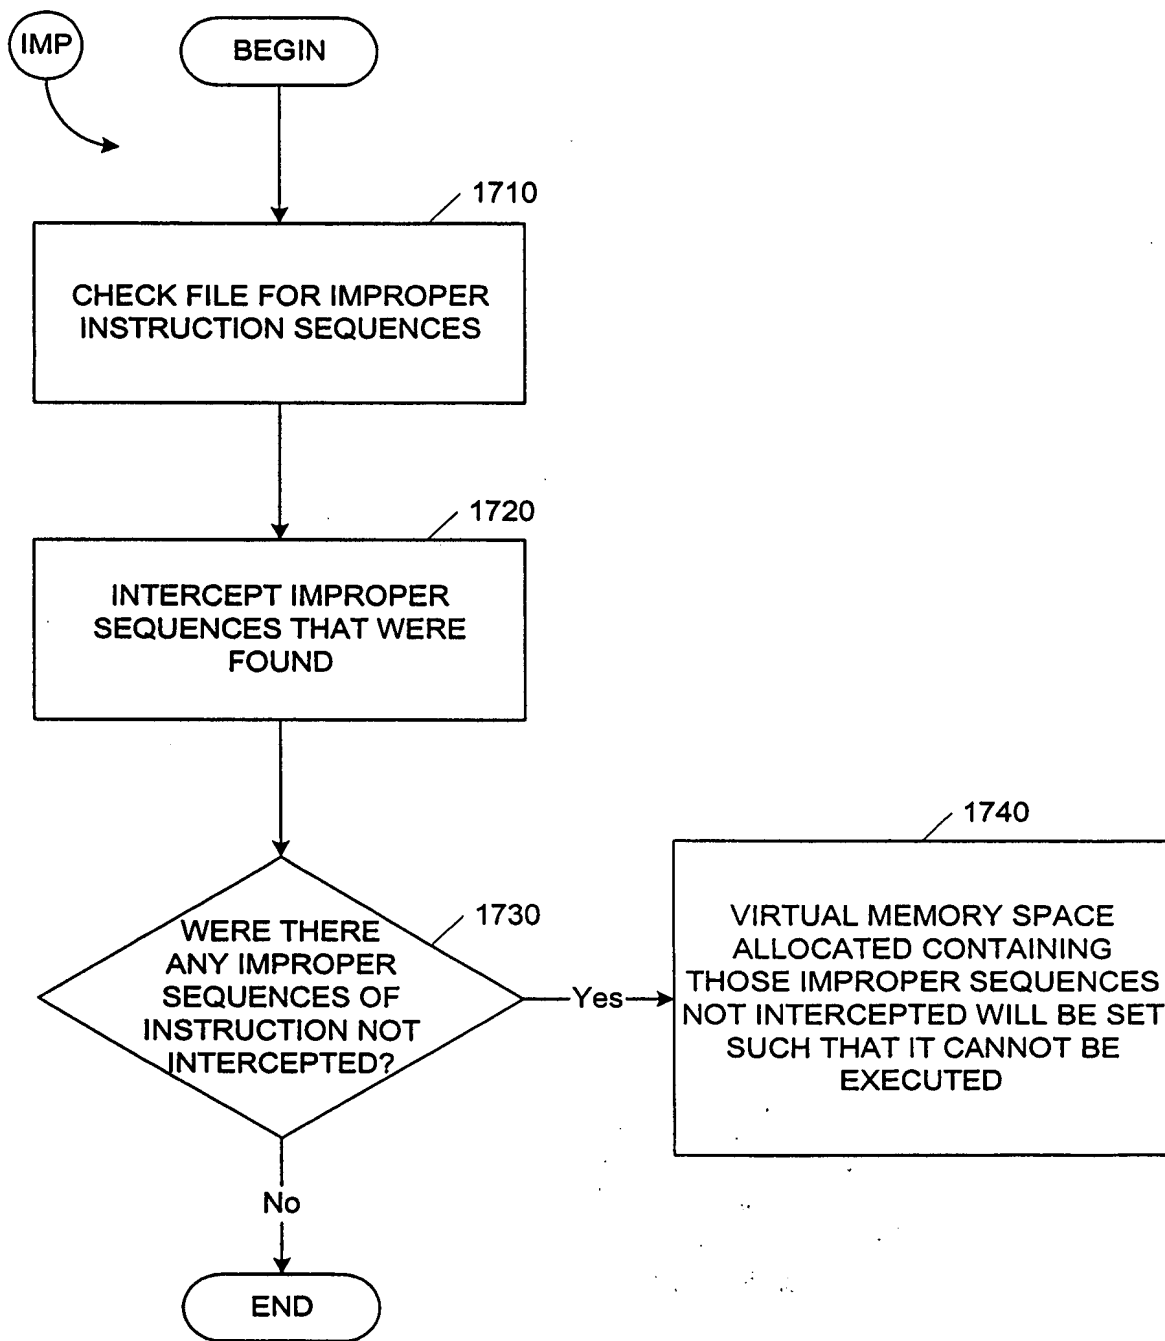 IMP
BEGIN
1710
CHECK FILE FOR IMPROPER
INSTRUCTION SEQUENCES
1720
INTERCEPT IMPROPER
SEQUENCES THAT WERE
FOUND
1730
WERE THERE
ANY IMPROPER
SEQUENCES OF
INSTRUCTION NOT
INTERCEPTED?
Yes
1740
VIRTUAL MEMORY SPACE
ALLOCATED CONTAINING
THOSE IMPROPER SEQUENCES
NOT INTERCEPTED WILL BE SET
SUCH THAT IT CANNOT BE
EXECUTED
No
END